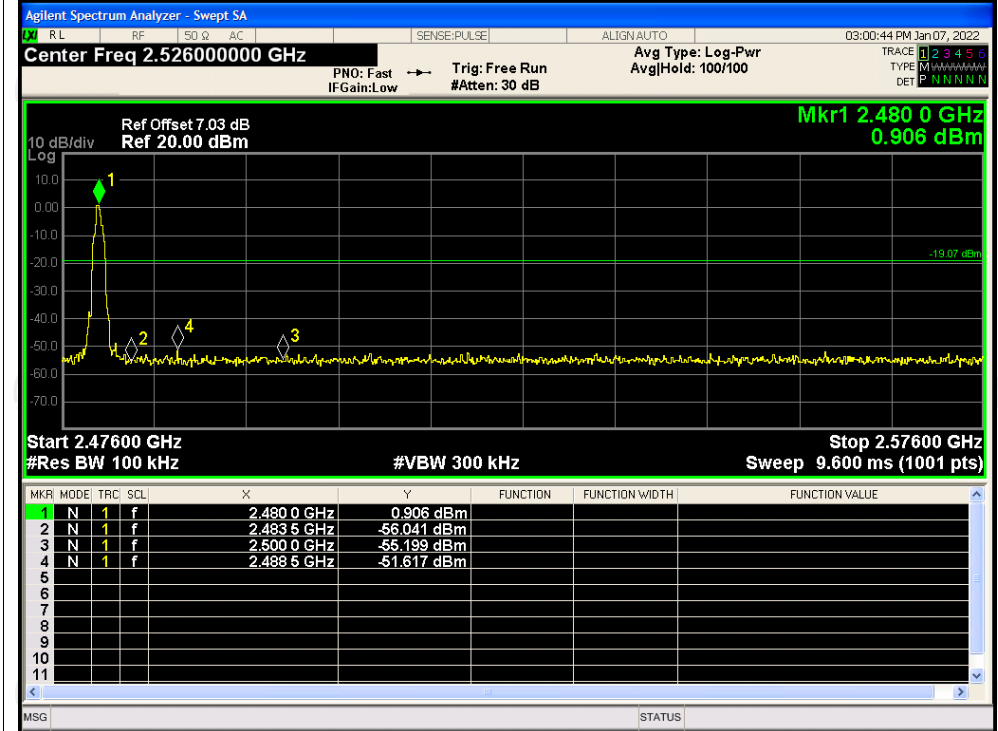 Agilent Spectrum Analyzer - Swept SA
LXI RL RF 50 Ω AC SENSE:PULSE ALIGNAUTO 03:00:44 PM Jan 07, 2022
Center Freq 2.526000000 GHz
PNO: Fast
IFGain:Low
Trig: Free Run
#Atten: 30 dB
Avg Type: Log-Pwr
Avg|Hold: 100/100
TRACE 1 2 3 4 5 6
TYPE M
DET P N N N N N
Mkr1 2.480 0 GHz
0.906 dBm
Ref Offset 7.03 dB
10 dB/div Ref 20.00 dBm
Log
10.0
0.00
-10.0
-20.0
-30.0
-40.0
-50.0
-60.0
-70.0
1
2
4
3
-19.07 dBm
Start 2.47600 GHz Stop 2.57600 GHz
#Res BW 100 kHz #VBW 300 kHz Sweep 9.600 ms (1001 pts)
MKR MODE TRC SCL X Y FUNCTION FUNCTION WIDTH FUNCTION VALUE
1 N 1 f 2.480 0 GHz 0.906 dBm
2 N 1 f 2.483 5 GHz -56.041 dBm
3 N 1 f 2.500 0 GHz -55.199 dBm
4 N 1 f 2.488 5 GHz -51.617 dBm
5
6
7
8
9
10
11
MSG STATUS